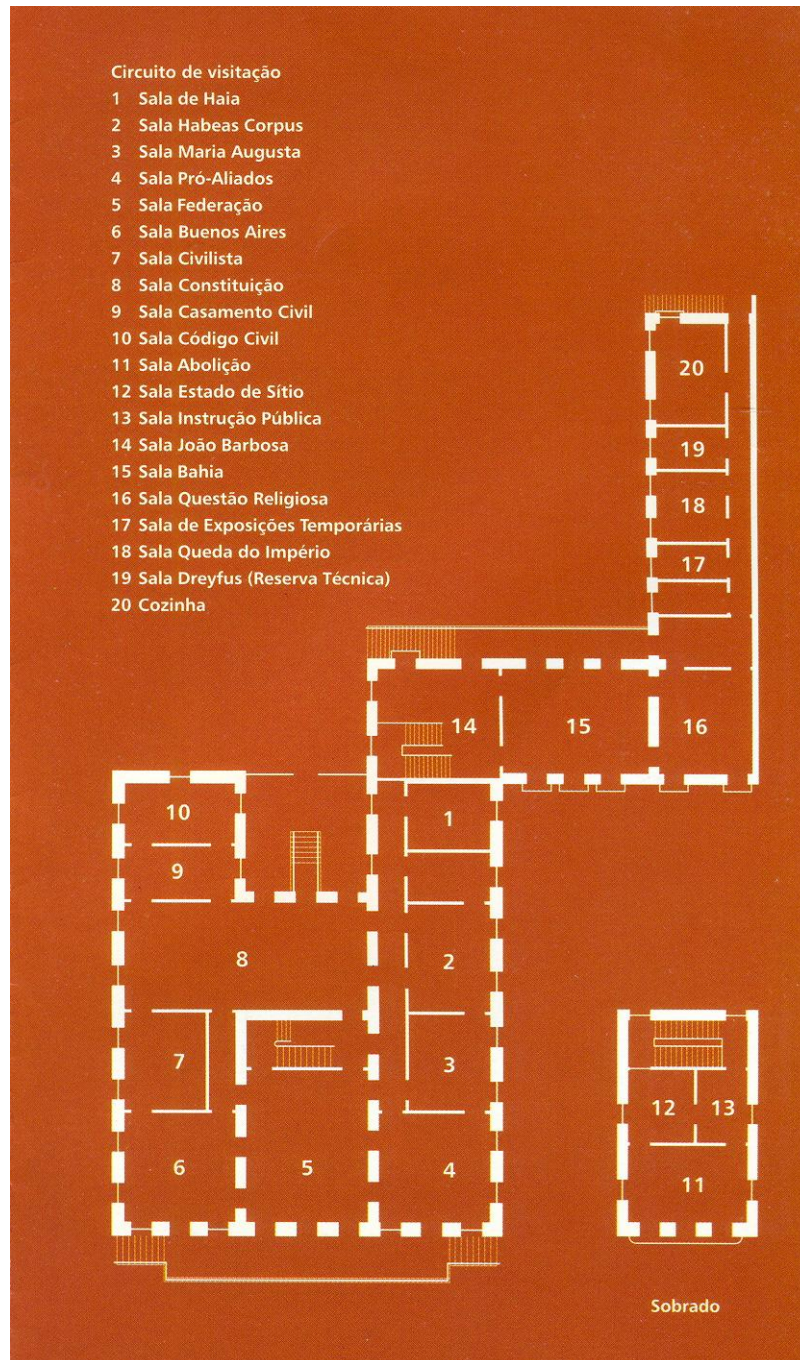 Circuito de visitação
1 Sala de Haia
2 Sala Habeas Corpus
3 Sala Maria Augusta
4 Sala Pró-Aliados
5 Sala Federação
6 Sala Buenos Aires
7 Sala Civilista
8 Sala Constituição
9 Sala Casamento Civil
10 Sala Código Civil
11 Sala Abolição
12 Sala Estado de Sítio
13 Sala Instrução Pública
14 Sala João Barbosa
15 Sala Bahia
16 Sala Questão Religiosa
17 Sala de Exposições Temporárias
18 Sala Queda do Império
19 Sala Dreyfus (Reserva Técnica)
20 Cozinha
20
19
18
17
14 15 16
10
1
9
8
2
7
3
12 13
6 5 4
11
Sobrado